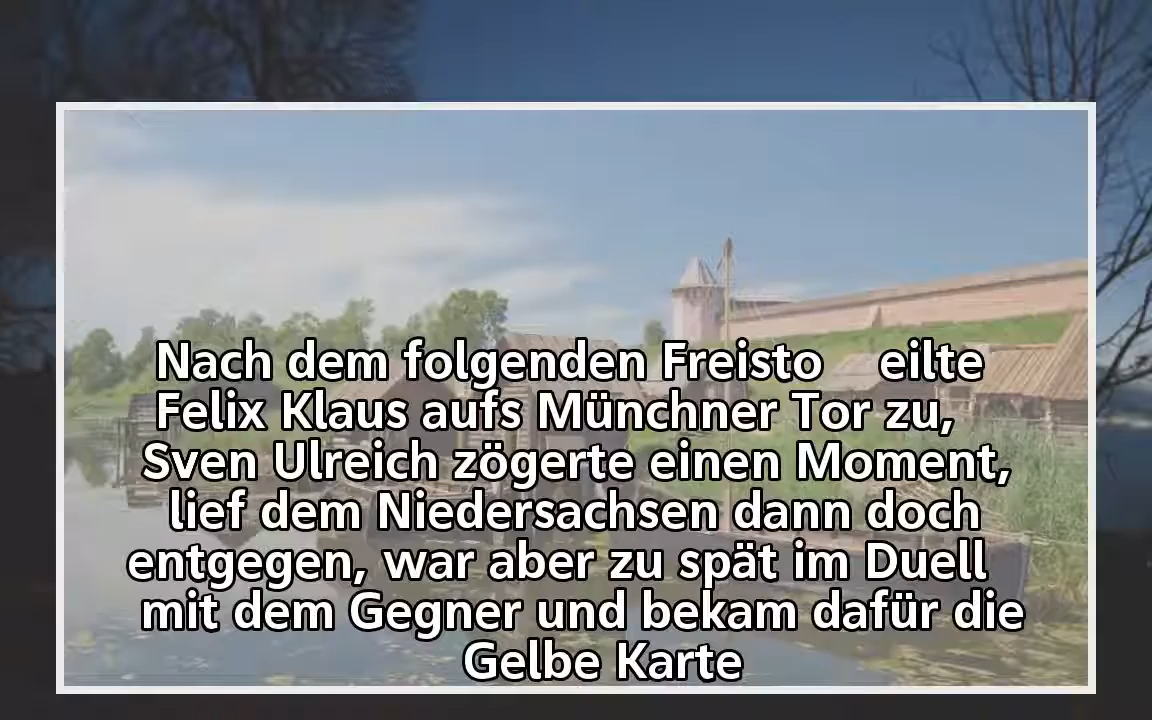 Nach dem folgenden Freisto eilte
Felix Klaus aufs Münchner Tor zu,
Sven Ulreich zögerte einen Moment,
lief dem Niedersachsen dann doch
entgegen, war aber zu spät im Duell
mit dem Gegner und bekam dafür die
Gelbe Karte